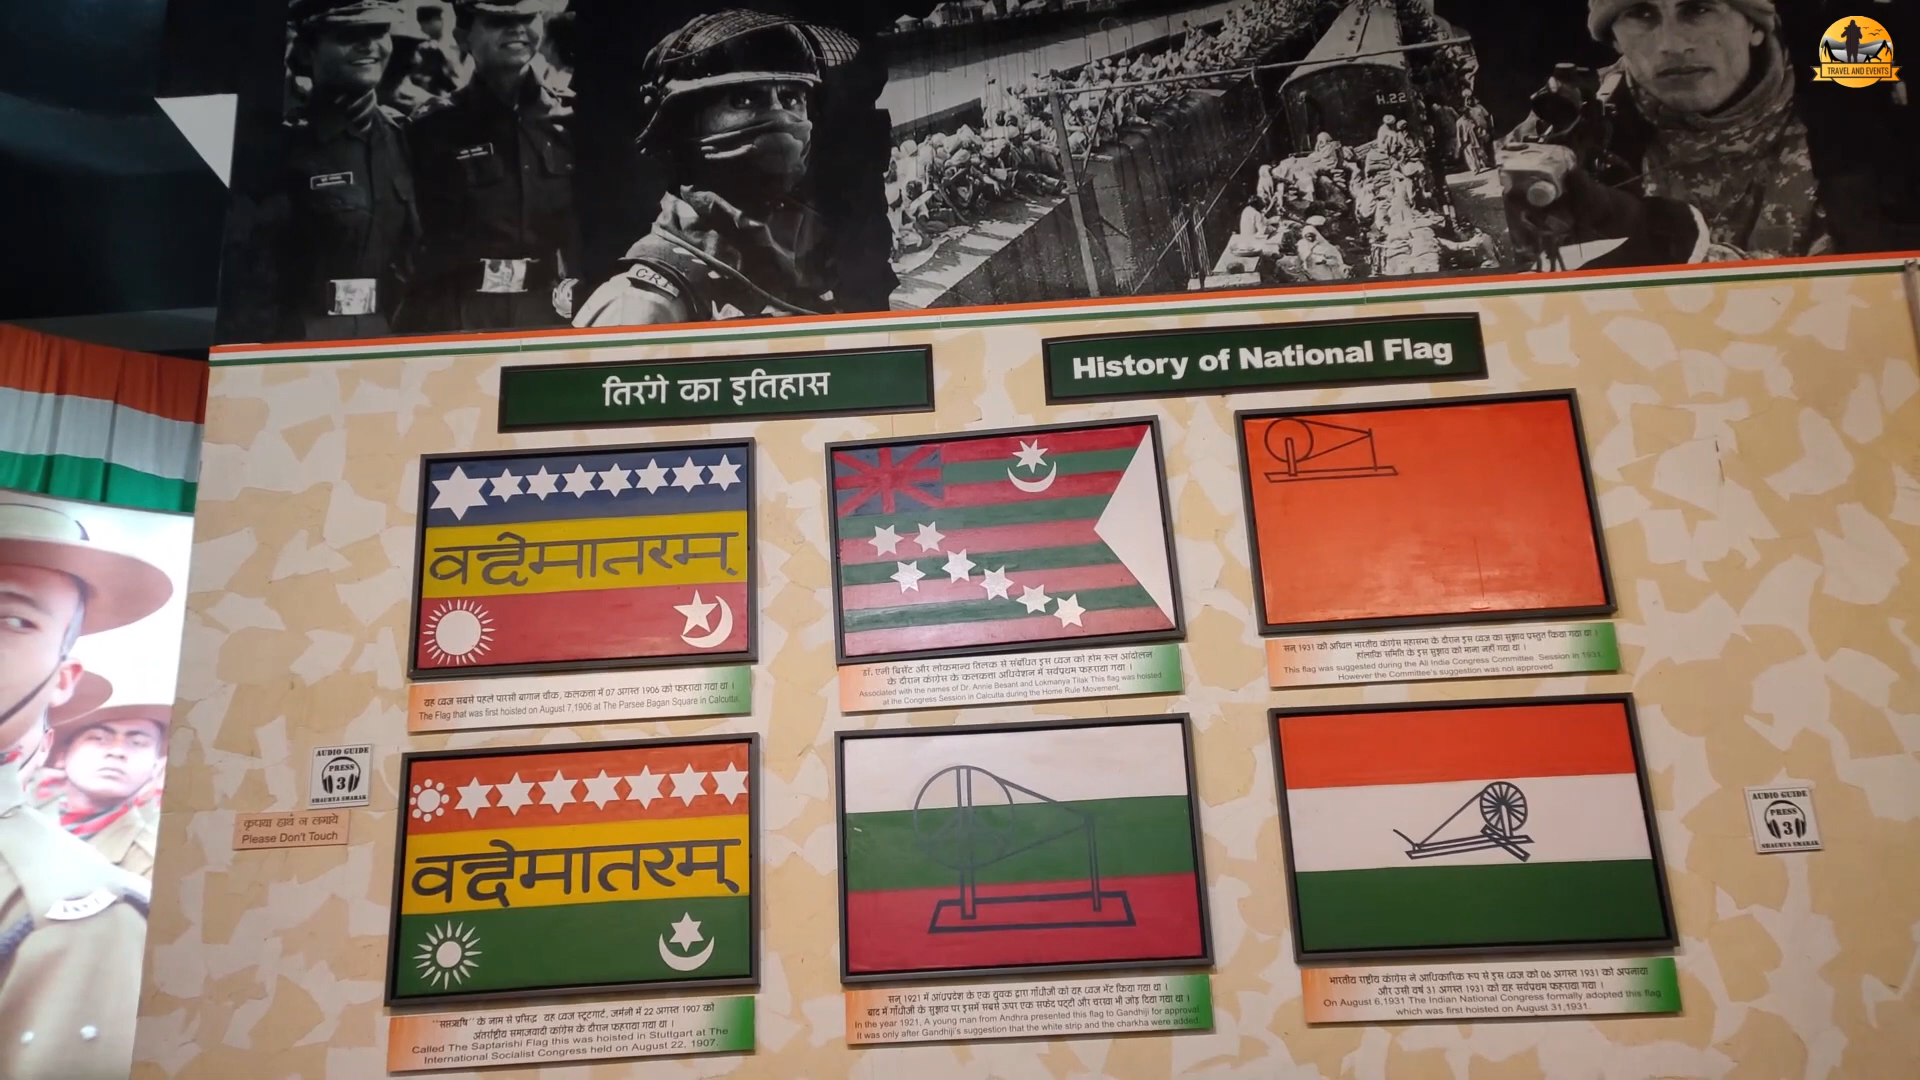 TRAVEL AND EVENTS
H.22
CRP
तिरंगे का इतिहास
History of National Flag
वन्देमातरम्
यह ध्वज सबसे पहले पारसी बागान चौक, कलकत्ता में 07 अगस्त 1906 को फहराया गया था ।
The Flag that was first hoisted on August 7,1906 at The Parsee Bagan Square in Calcutta.
डॉ. एनी बिसेंट और लोकमान्य तिलक से संबंधित इस ध्वज को होम रूल आंदोलन
के दौरान कांग्रेस के कलकत्ता अधिवेशन में सर्वप्रथम फहराया गया ।
Associated with the names of Dr. Annie Besant and Lokmanya Tilak This flag was hoisted
at the Congress Session in Calcutta during the Home Rule Movement.
सन् 1931 को अखिल भारतीय कांग्रेस महासभा के दौरान इस ध्वज का सुझाव प्रस्तुत किया गया था ।
हालांकि समिति के इस सुझाव को माना नहीं गया था ।
This flag was suggested during the All India Congress Committee Session in 1931.
However the Committee's suggestion was not approved.
AUDIO GUIDE
PRESS
3
SHAURYA SMARAK
कृपया हाथ न लगाये
Please Don't Touch
वन्देमातरम्
"सप्तऋषि" के नाम से प्रसिद्ध यह ध्वज स्टूटगार्ट, जर्मनी में 22 अगस्त 1907 को
अंतर्राष्ट्रीय समाजवादी कांग्रेस के दौरान फहराया गया था ।
Called The Saptarishi Flag this was hoisted in Stuttgart at The
International Socialist Congress held on August 22, 1907.
सन् 1921 में आंध्रप्रदेश के एक युवक द्वारा गाँधीजी को यह ध्वज भेंट किया गया था ।
बाद में गाँधीजी के सुझाव पर इसमें सबसे ऊपर एक सफेद पट्टी और चरखा भी जोड़ दिया गया था ।
In the year 1921, A young man from Andhra presented this flag to Gandhiji for approval
It was only after Gandhiji's suggestion that the white strip and the charkha were added.
भारतीय राष्ट्रीय कांग्रेस ने आधिकारिक रूप से इस ध्वज को 06 अगस्त 1931 को अपनाया
और उसी वर्ष 31 अगस्त 1931 को यह सर्वप्रथम फहराया गया ।
On August 6,1931 The Indian National Congress formally adopted this flag
which was first hoisted on August 31,1931.
AUDIO GUIDE
PRESS
3
SHAURYA SMARAK